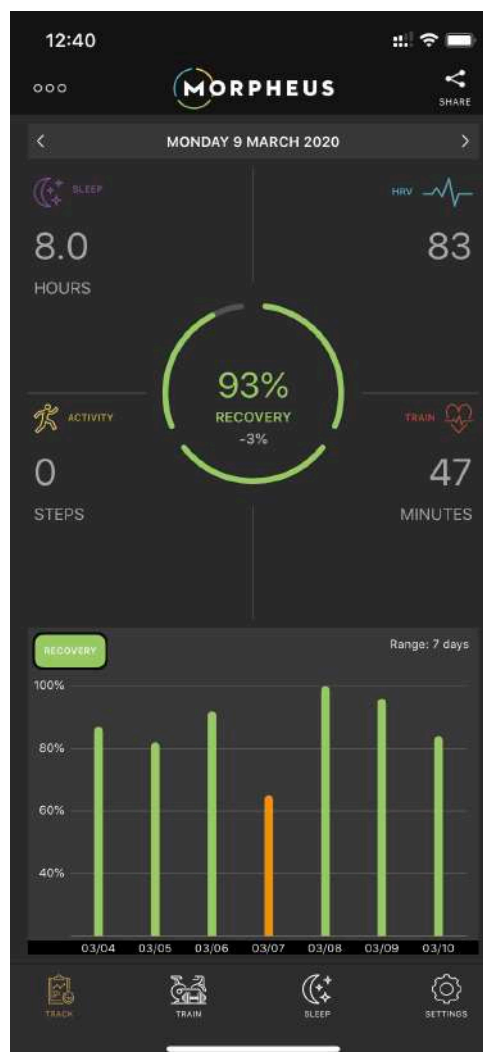 12:40
MORPHEUS
SHARE
MONDAY 9 MARCH 2020
SLEEP
HRV
8.0
83
HOURS
93%
RECOVERY
-3%
ACTIVITY
TRAIN
0
47
STEPS
MINUTES
RECOVERY
Range: 7 days
100%
80%
60%
40%
03/04 03/05 03/06 03/07 03/08 03/09 03/10
TRACK TRAIN SLEEP SETTINGS